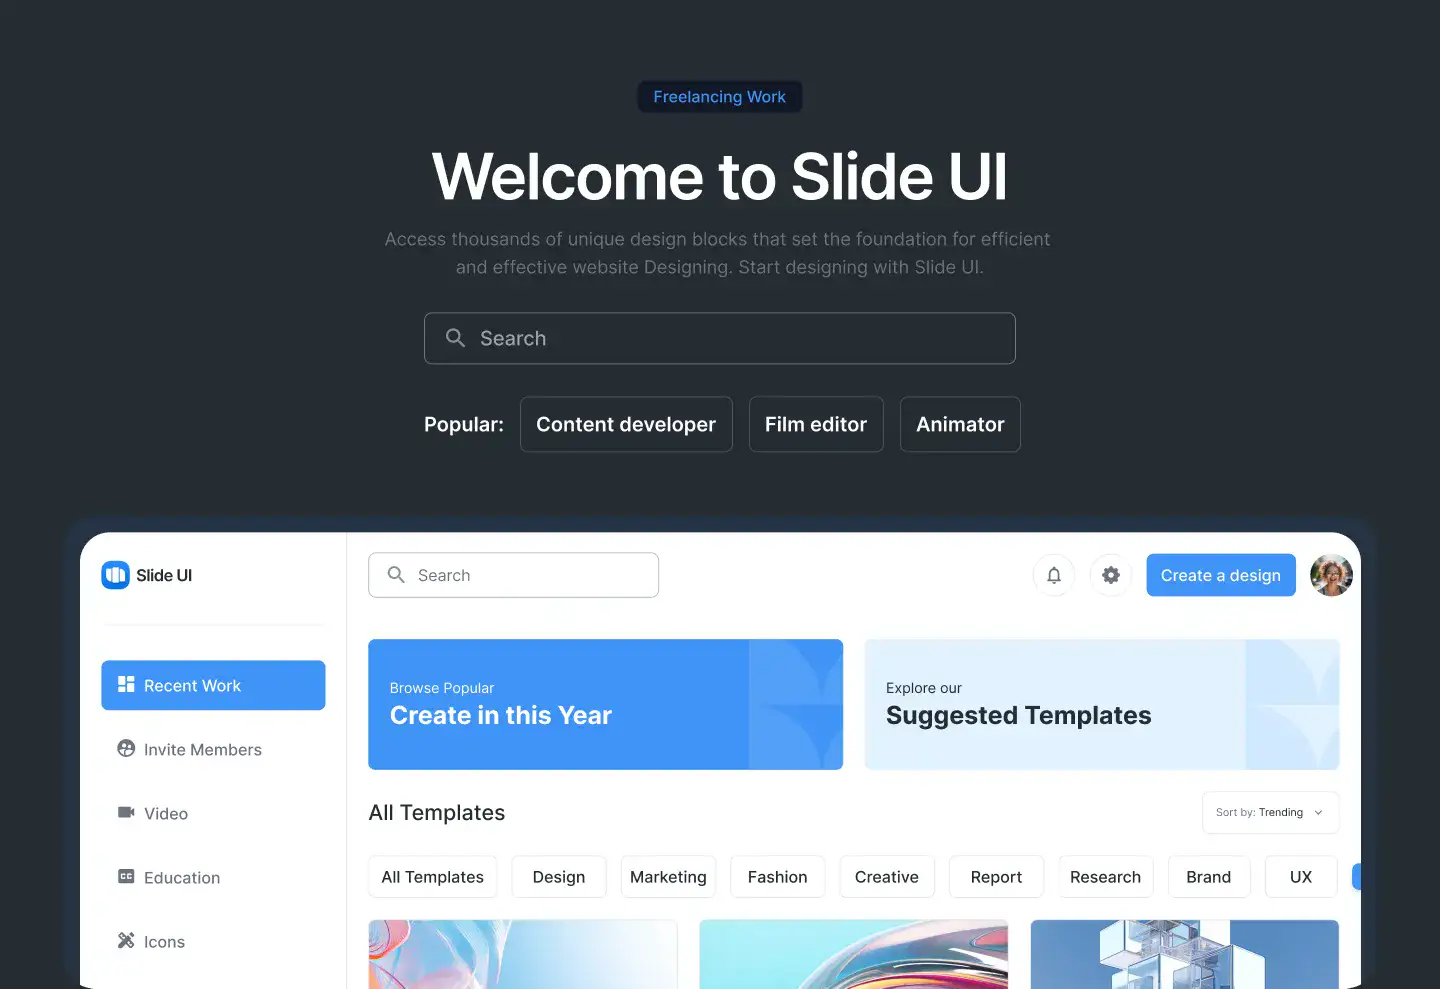 Freelancing Work
Welcome to Slide UI
Access thousands of unique design blocks that set the foundation for efficient
and effective website Designing. Start designing with Slide UI.
Search
Popular: Content developer Film editor Animator
Slide UI
Search
Create a design
Recent Work
Invite Members
Video
Education
Icons
Browse Popular
Create in this Year
Explore our
Suggested Templates
All Templates
Sort by: Trending
All Templates Design Marketing Fashion Creative Report Research Brand UX